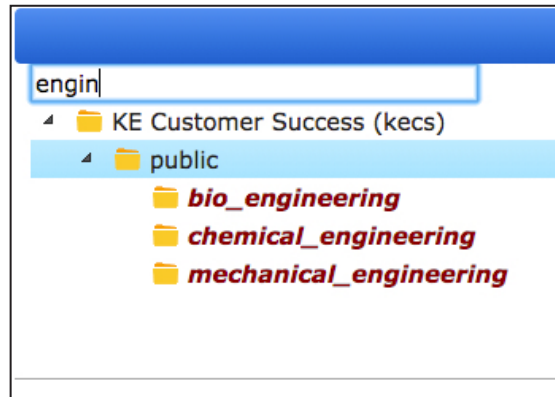 engin
KE Customer Success (kecs)
public
bio_engineering
chemical_engineering
mechanical_engineering